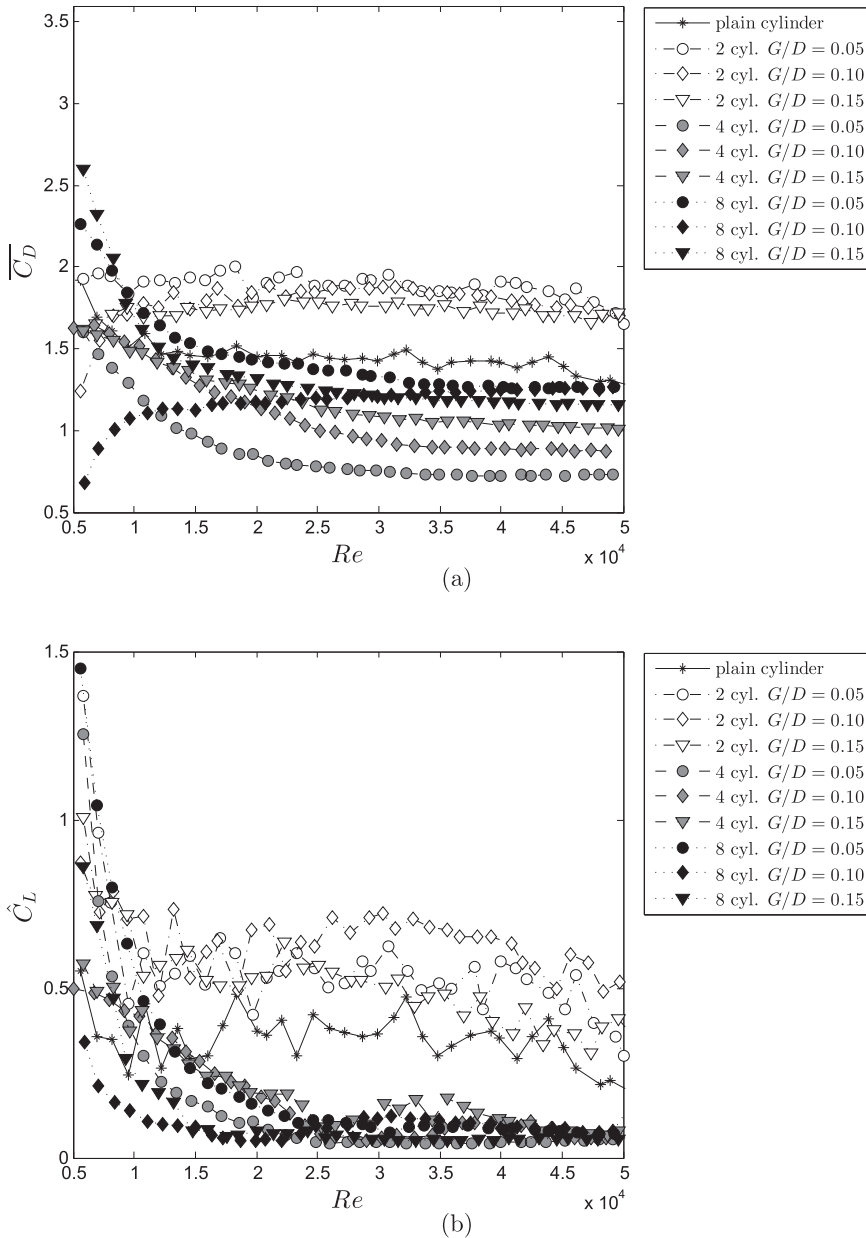 3.5
3
2.5
2
1.5
1
0.5
C_D
0.5 1 1.5 2 2.5 3 3.5 4 4.5 5
x 10^4
Re
plain cylinder
2 cyl. G/D = 0.05
2 cyl. G/D = 0.10
2 cyl. G/D = 0.15
4 cyl. G/D = 0.05
4 cyl. G/D = 0.10
4 cyl. G/D = 0.15
8 cyl. G/D = 0.05
8 cyl. G/D = 0.10
8 cyl. G/D = 0.15
(a)
1.5
1
0.5
0
Ĉ_L
0.5 1 1.5 2 2.5 3 3.5 4 4.5 5
x 10^4
Re
plain cylinder
2 cyl. G/D = 0.05
2 cyl. G/D = 0.10
2 cyl. G/D = 0.15
4 cyl. G/D = 0.05
4 cyl. G/D = 0.10
4 cyl. G/D = 0.15
8 cyl. G/D = 0.05
8 cyl. G/D = 0.10
8 cyl. G/D = 0.15
(b)